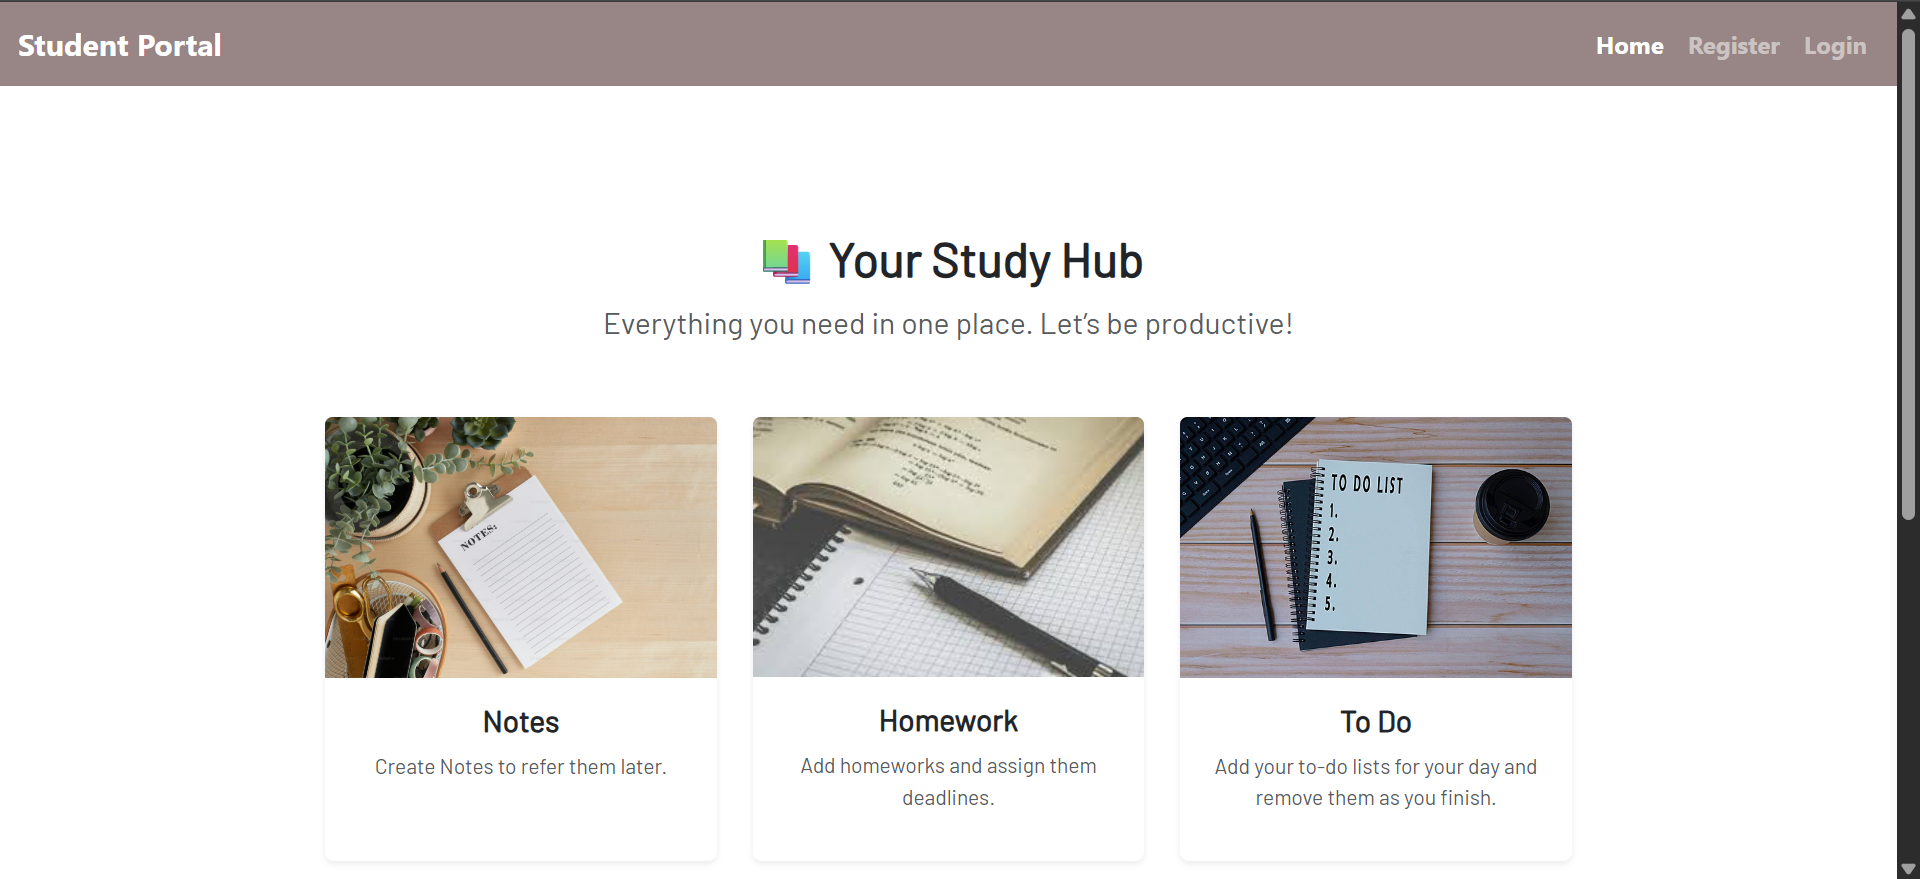 Student Portal
Home Register Login
Your Study Hub
Everything you need in one place. Let’s be productive!
NOTES:
TO DO LIST
1.
2.
3.
4.
5.
Notes
Create Notes to refer them later.
Homework
Add homeworks and assign them
deadlines.
To Do
Add your to-do lists for your day and
remove them as you finish.